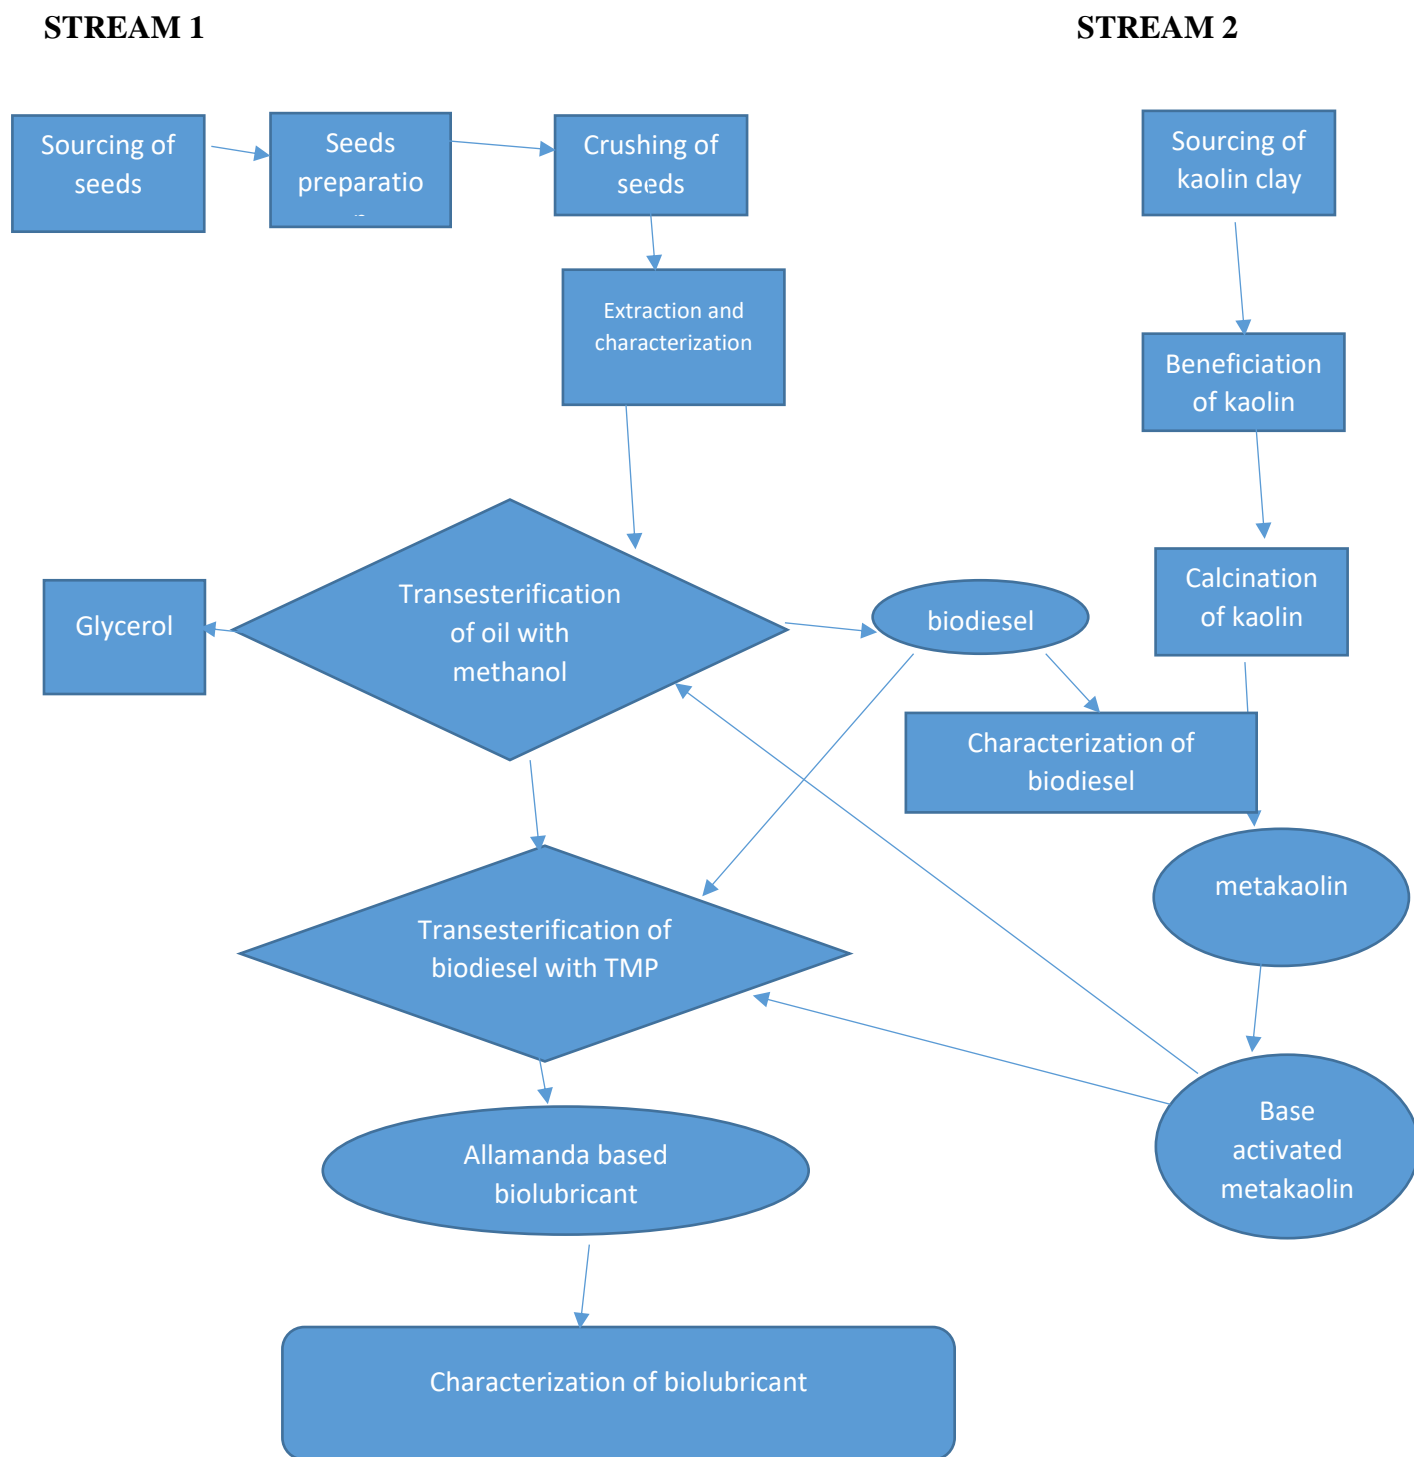 STREAM 1
STREAM 2
Sourcing of
seeds
Seeds
preparatio
Crushing of
seeds
Sourcing of
kaolin clay
Extraction and
characterization
Beneficiation
of kaolin
Calcination
of kaolin
Glycerol
Transesterification
of oil with
methanol
biodiesel
Characterization of
biodiesel
metakaolin
Transesterification of
biodiesel with TMP
Base
activated
metakaolin
Allamanda based
biolubricant
Characterization of biolubricant